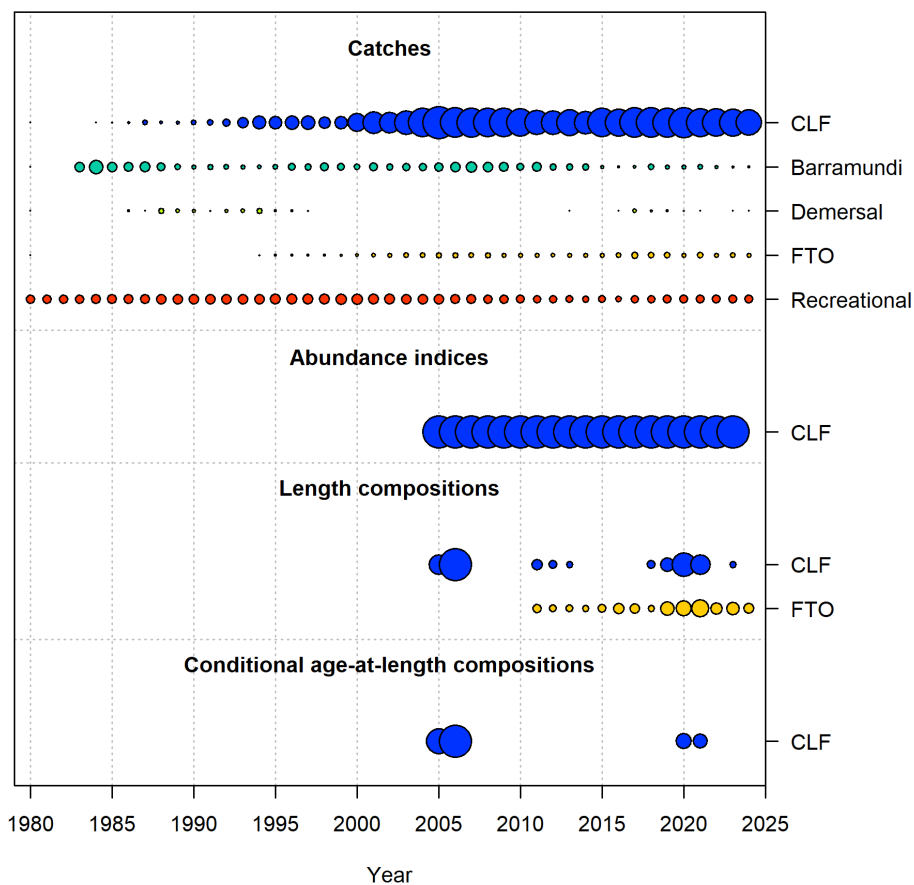 Catches
CLF
Barramundi
Demersal
FTO
Recreational
Abundance indices
CLF
Length compositions
CLF
FTO
Conditional age-at-length compositions
CLF
1980 1985 1990 1995 2000 2005 2010 2015 2020 2025
Year